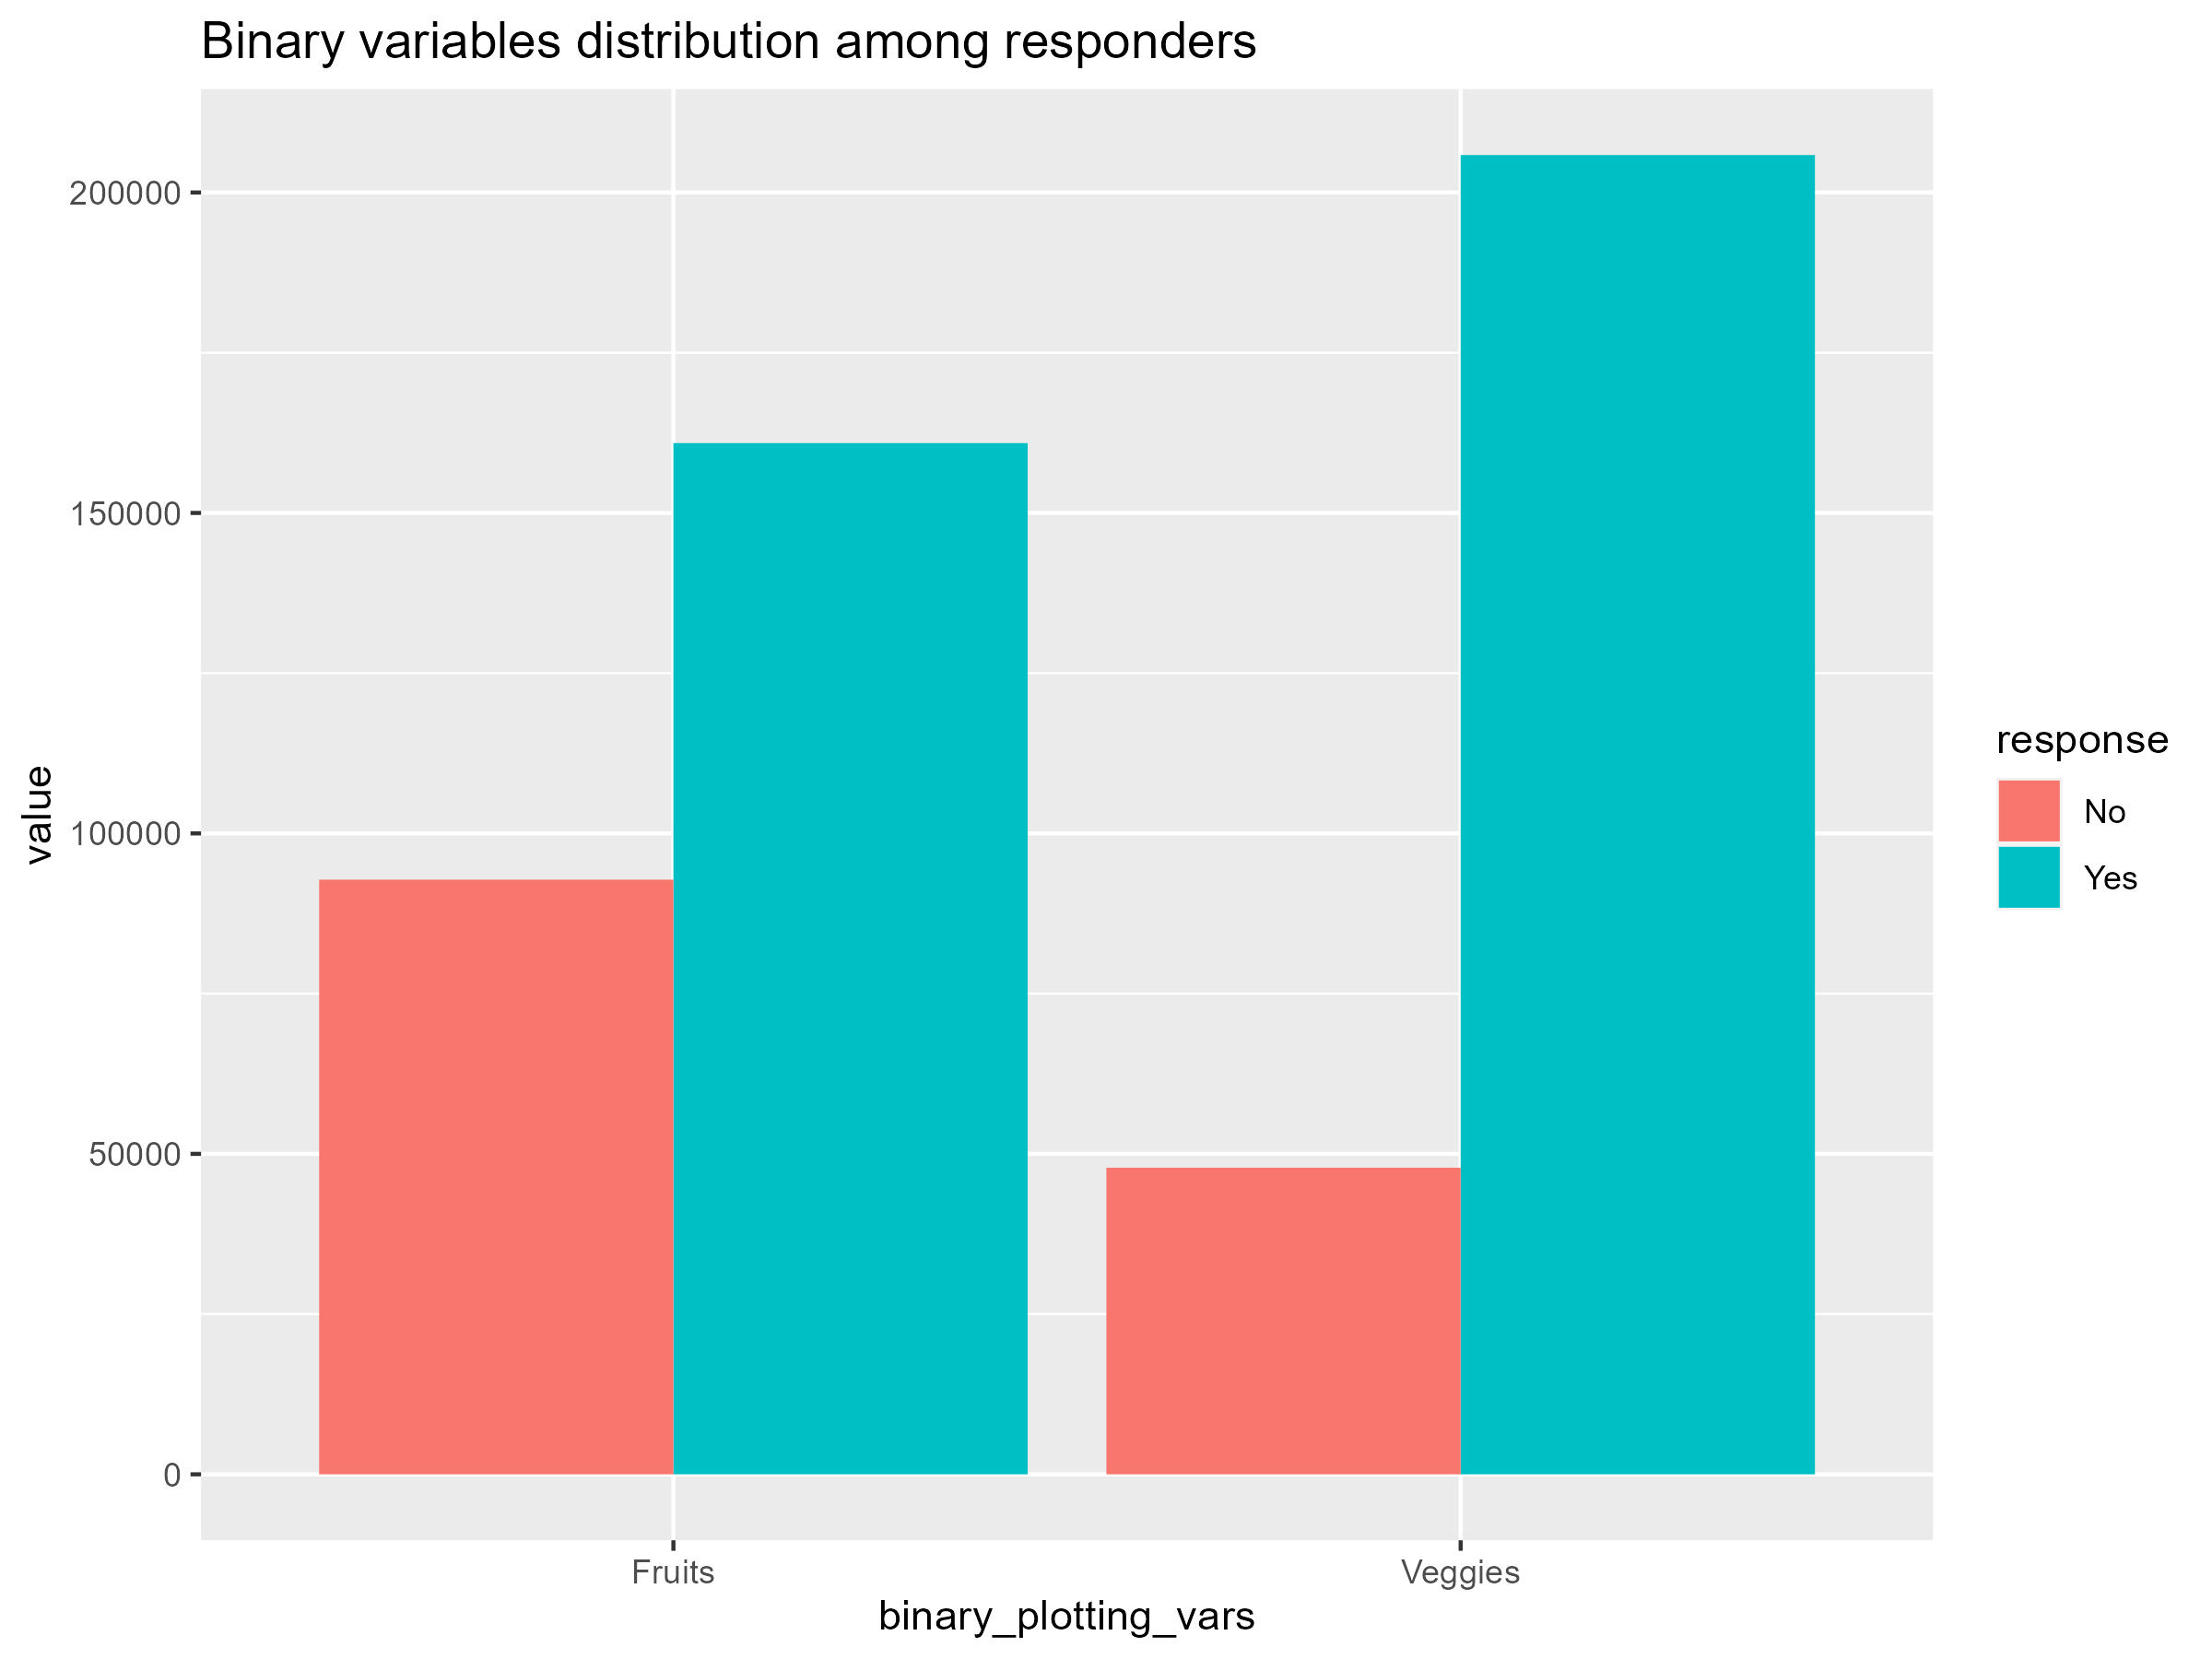 Binary variables distribution among responders
200000
150000
100000
50000
0
value
Fruits
Veggies
binary_plotting_vars
response
No
Yes